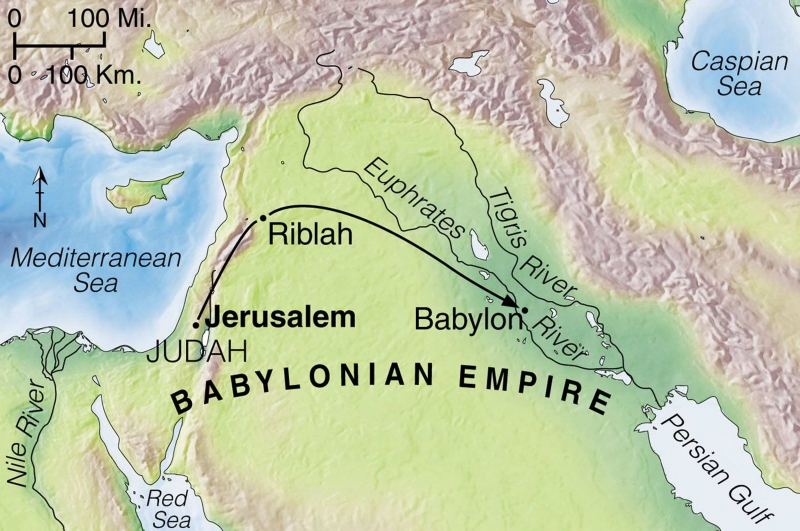 0 100 Mi.
0 100 Km.
Caspian
Sea
N
Mediterranean
Sea
Euphrates
River
Tigris River
Riblah
Jerusalem
JUDAH
Babylon
BABYLONIAN EMPIRE
Nile River
Red
Sea
Persian Gulf